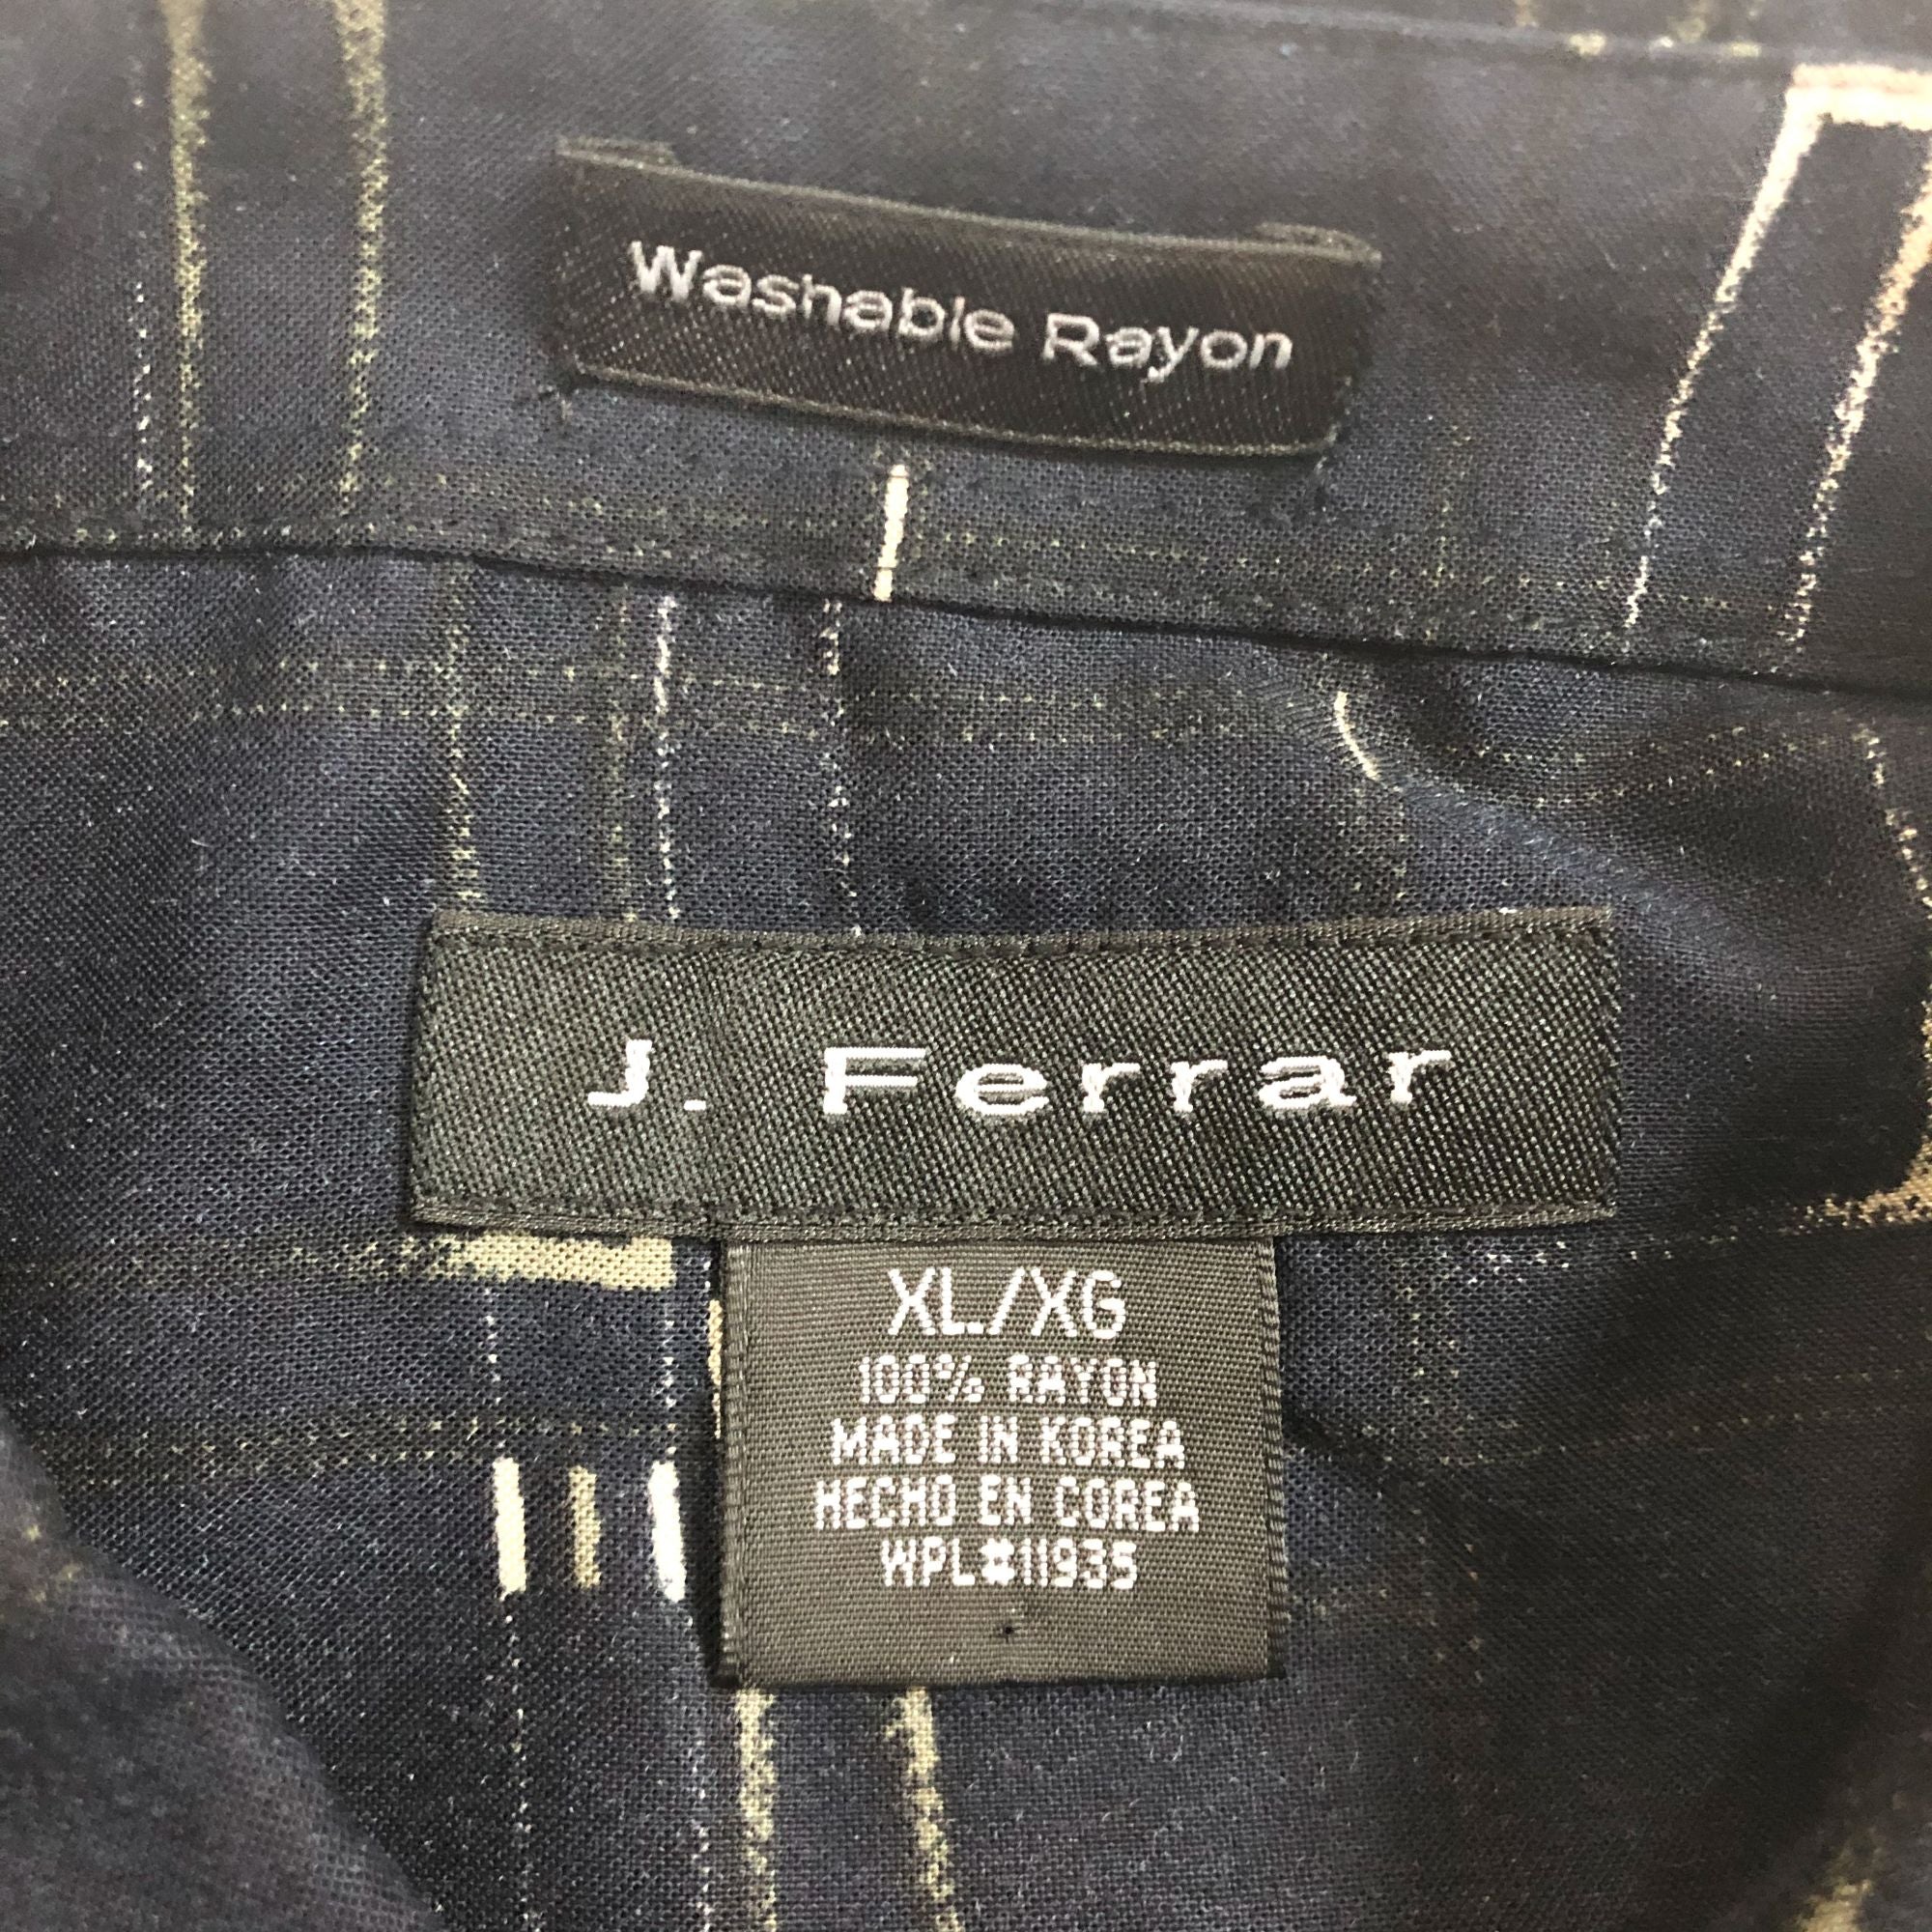 Washable Rayon
J. Ferrar
XL/XG
100% RAYON
MADE IN KOREA
HECHO EN COREA
WPL#11935